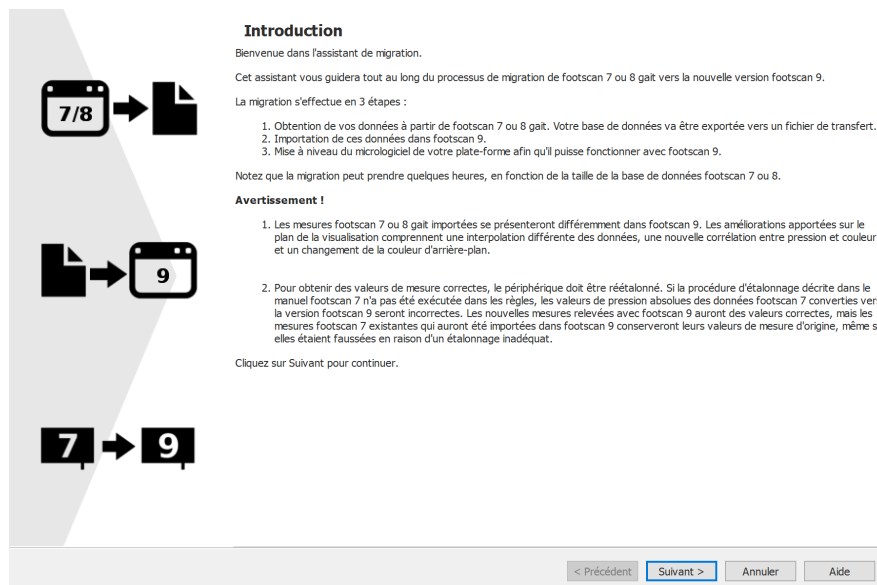 Introduction
Bienvenue dans l'assistant de migration.
Cet assistant vous guidera tout au long du processus de migration de footscan 7 ou 8 gait vers la nouvelle version footscan 9.
7/8
La migration s'effectue en 3 étapes :
1. Obtention de vos données à partir de footscan 7 ou 8 gait. Votre base de données va être exportée vers un fichier de transfert.
2. Importation de ces données dans footscan 9.
3. Mise à niveau du micrologiciel de votre plate-forme afin qu'il puisse fonctionner avec footscan 9.
Notez que la migration peut prendre quelques heures, en fonction de la taille de la base de données footscan 7 ou 8.
Avertissement !
1. Les mesures footscan 7 ou 8 gait importées se présenteront différemment dans footscan 9. Les améliorations apportées sur le
plan de la visualisation comprennent une interpolation différente des données, une nouvelle corrélation entre pression et couleur
et un changement de la couleur d'arrière-plan.
9
2. Pour obtenir des valeurs de mesure correctes, le périphérique doit être réétalonné. Si la procédure d'étalonnage décrite dans le
manuel footscan 7 n'a pas été exécutée dans les règles, les valeurs de pression absolues des données footscan 7 converties ver
la version footscan 9 seront incorrectes. Les nouvelles mesures relevées avec footscan 9 auront des valeurs correctes, mais les
mesures footscan 7 existantes qui auront été importées dans footscan 9 conserveront leurs valeurs de mesure d'origine, même s
elles étaient faussées en raison d'un étalonnage inadéquat.
Cliquez sur Suivant pour continuer.
7 9
< Précédent Suivant > Annuler Aide